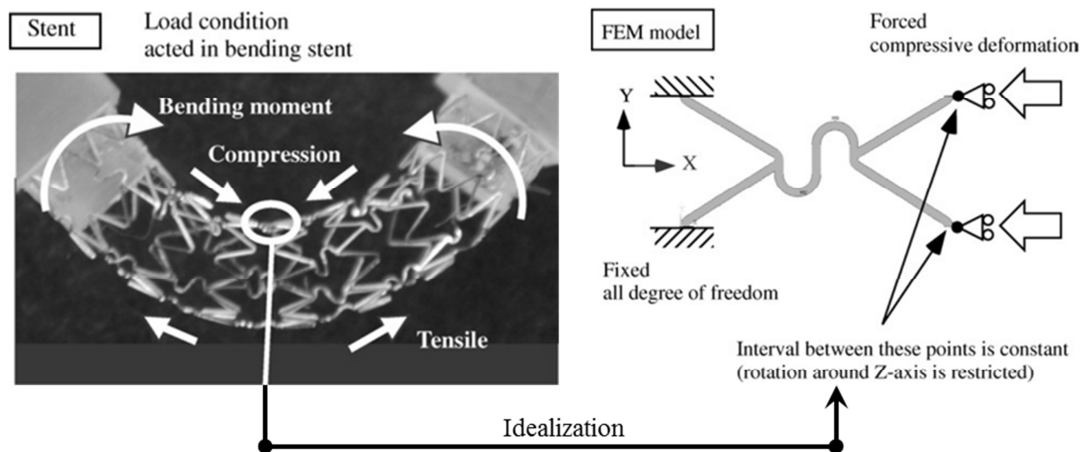 Stent
Load condition
acted in bending stent
Bending moment
Compression
Tensile
FEM model
Forced
compressive deformation
Y
X
Fixed
all degree of freedom
Interval between these points is constant
(rotation around Z-axis is restricted)
Idealization